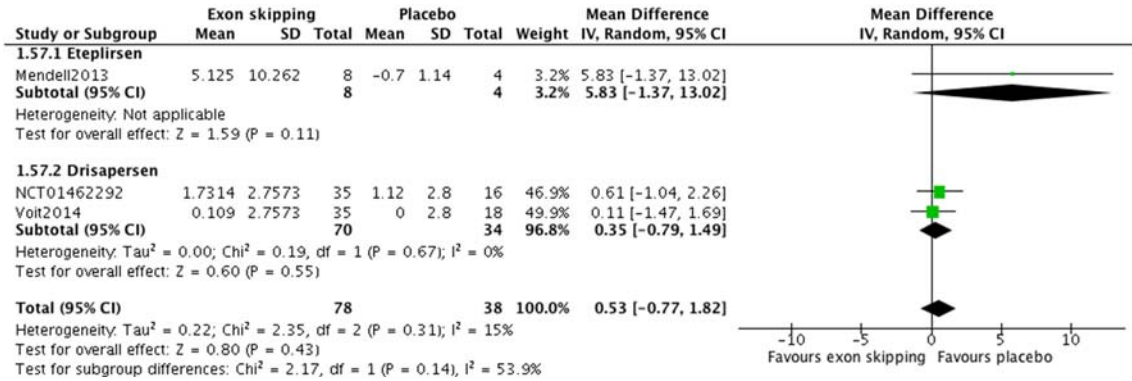 Exon skipping Placebo Mean Difference Mean Difference
Study or Subgroup Mean SD Total Mean SD Total Weight IV, Random, 95% CI IV, Random, 95% CI
1.57.1 Eteplirsen
Mendell2013 5.125 10.262 8 -0.7 1.14 4 3.2% 5.83 [-1.37, 13.02]
Subtotal (95% CI) 8 4 3.2% 5.83 [-1.37, 13.02]
Heterogeneity: Not applicable
Test for overall effect: Z = 1.59 (P = 0.11)
1.57.2 Drisapersen
NCT01462292 1.7314 2.7573 35 1.12 2.8 16 46.9% 0.61 [-1.04, 2.26]
Voit2014 0.109 2.7573 35 0 2.8 18 49.9% 0.11 [-1.47, 1.69]
Subtotal (95% CI) 70 34 96.8% 0.35 [-0.79, 1.49]
Heterogeneity: Tau² = 0.00; Chi² = 0.19, df = 1 (P = 0.67); I² = 0%
Test for overall effect: Z = 0.60 (P = 0.55)
Total (95% CI) 78 38 100.0% 0.53 [-0.77, 1.82]
Heterogeneity: Tau² = 0.22; Chi² = 2.35, df = 2 (P = 0.31); I² = 15%
Test for overall effect: Z = 0.80 (P = 0.43)
Test for subgroup differences: Chi² = 2.17, df = 1 (P = 0.14), I² = 53.9%
-10 -5 0 5 10
Favours exon skipping Favours placebo